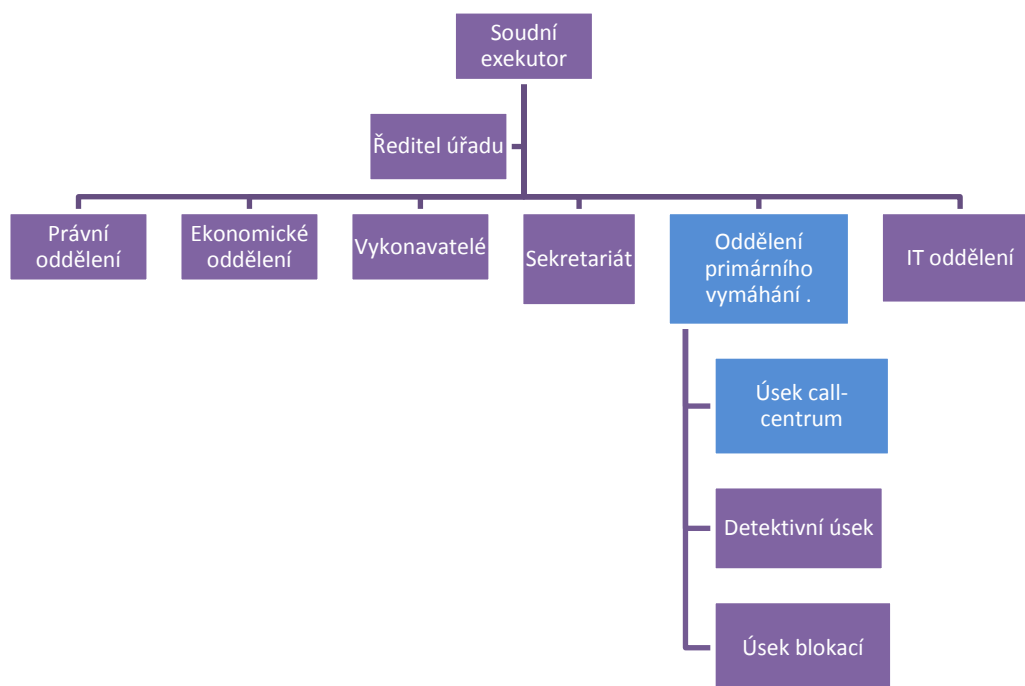 Soudní
exekutor
Ředitel úřadu
Právní
oddělení
Ekonomické
oddělení
Vykonavatelé
Sekretariát
Oddělení
primárního
vymáhání .
IT oddělení
Úsek call-
centrum
Detektivní úsek
Úsek blokací